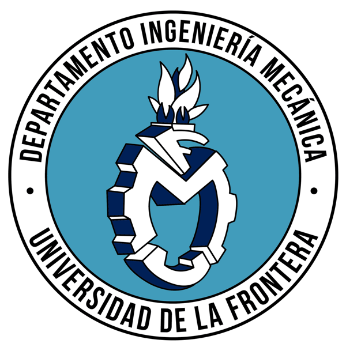 DEPARTAMENTO INGENIERÍA MECÁNICA
UNIVERSIDAD DE LA FRONTERA